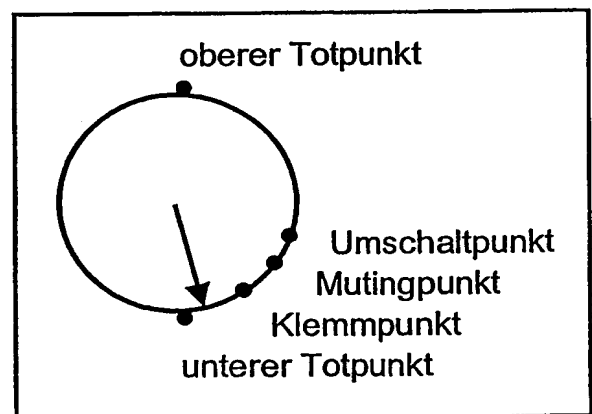 oberer Totpunkt
Umschaltpunkt
Mutingpunkt
Klemmpunkt
unterer Totpunkt